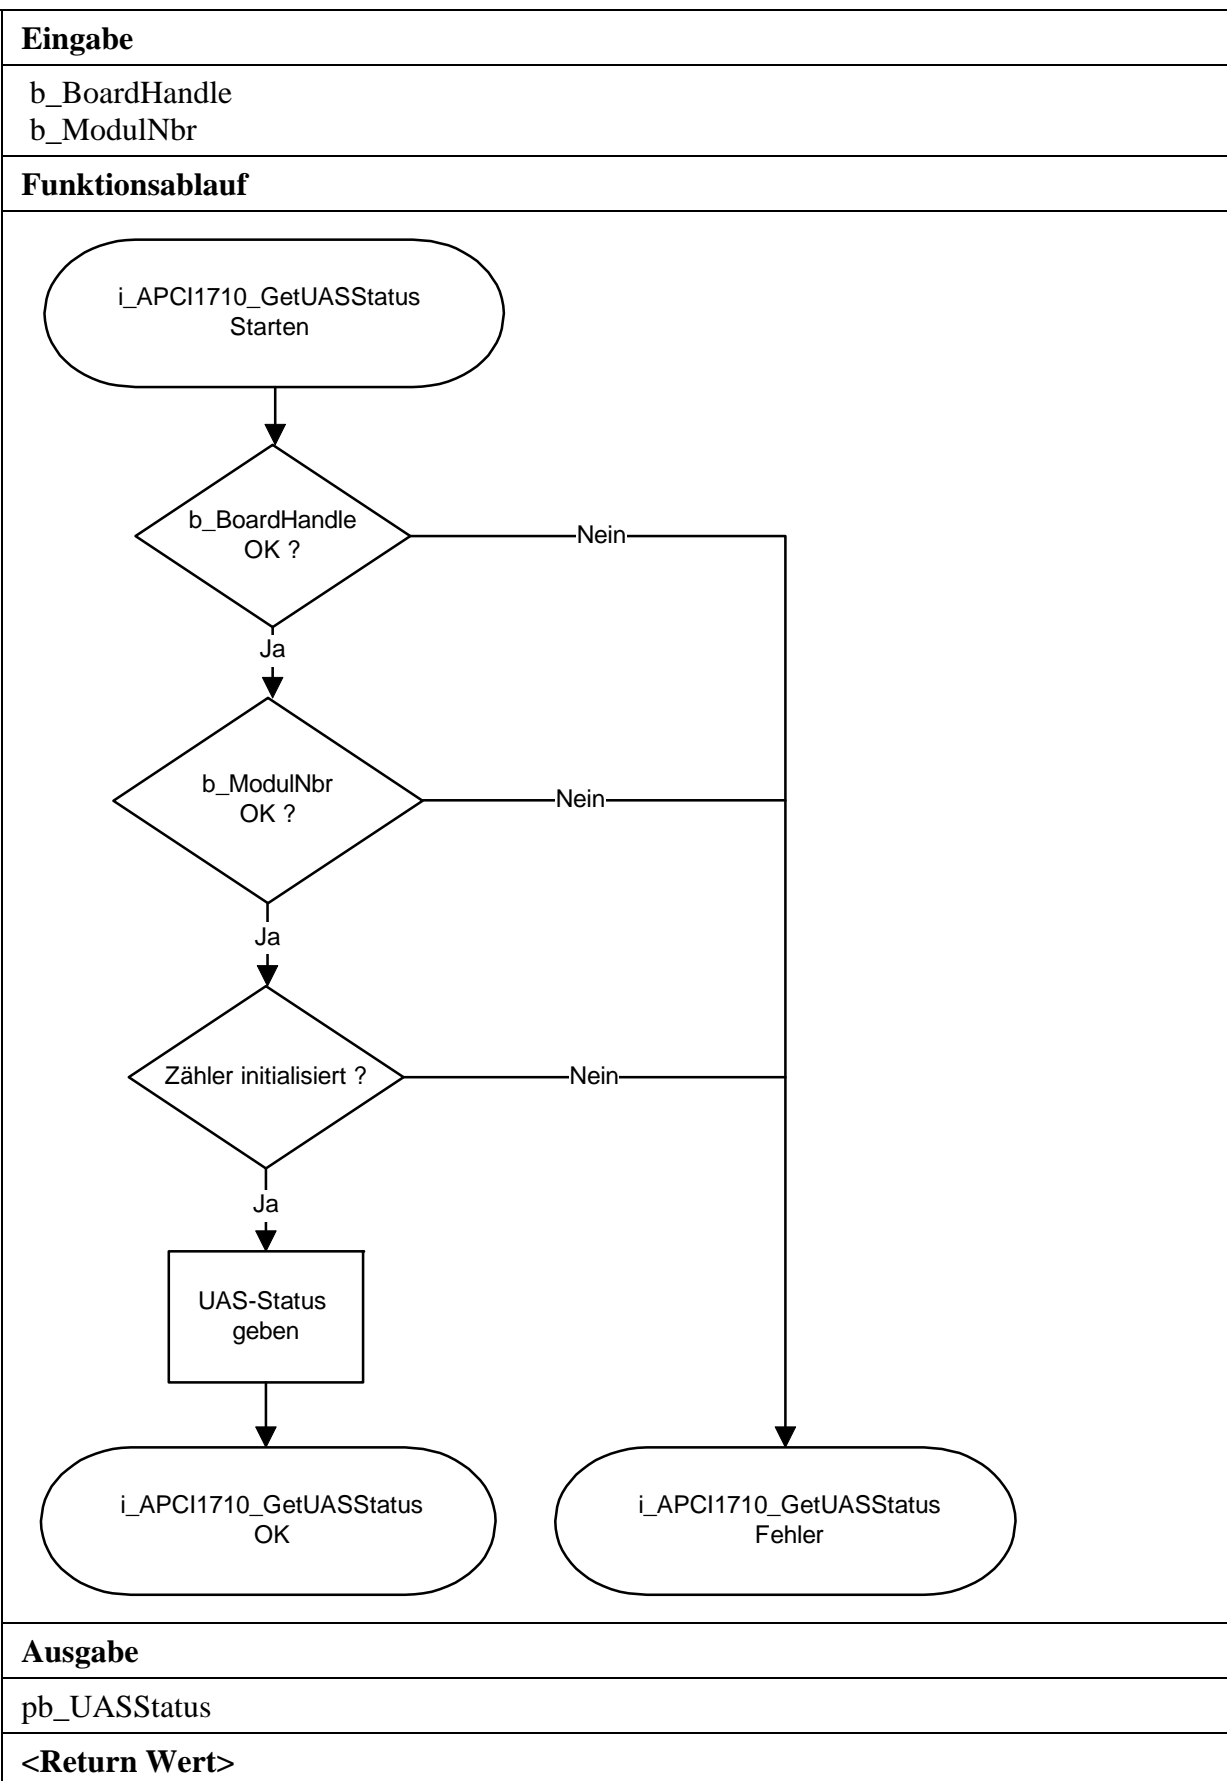 Eingabe
b_BoardHandle
b_ModulNbr
Funktionsablauf
i_APCI1710_GetUASStatus
Starten
b_BoardHandle
OK ?
Nein
Ja
b_ModulNbr
OK ?
Nein
Ja
Zähler initialisiert ?
Nein
Ja
UAS-Status
geben
i_APCI1710_GetUASStatus
OK
i_APCI1710_GetUASStatus
Fehler
Ausgabe
pb_UASStatus
<Return Wert>